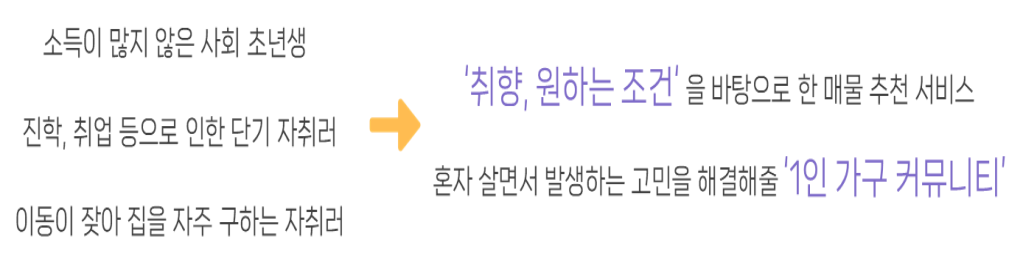 소득이 많지 않은 사회 초년생
진학, 취업 등으로 인한 단기 자취러
이동이 잦아 집을 자주 구하는 자취러
'취향, 원하는 조건' 을 바탕으로 한 매물 추천 서비스
혼자 살면서 발생하는 고민을 해결해줄 '1인 가구 커뮤니티'